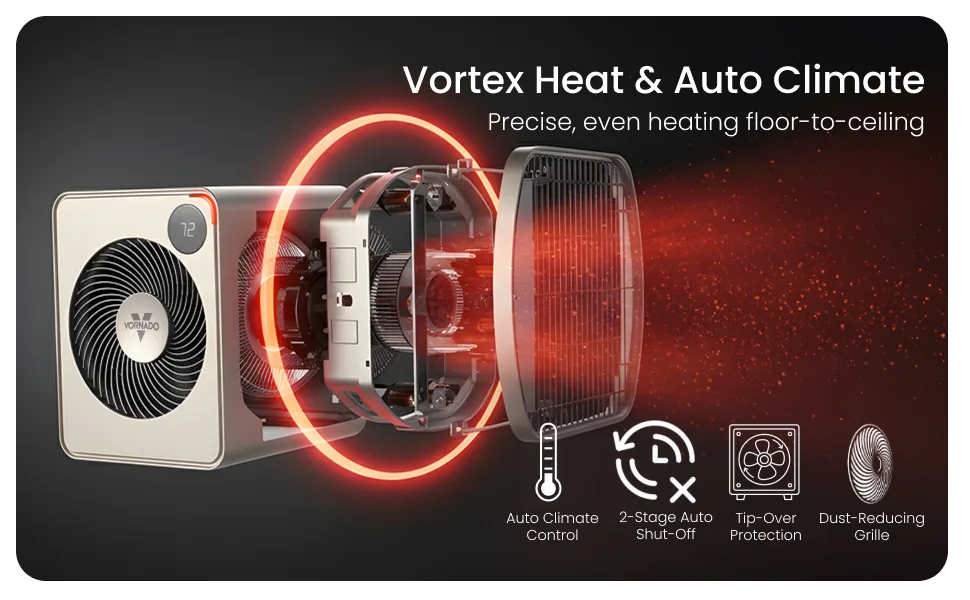 Vortex Heat & Auto Climate
Precise, even heating floor-to-ceiling
72
VORNADO
Auto Climate
Control
2-Stage Auto
Shut-Off
Tip-Over
Protection
Dust-Reducing
Grille